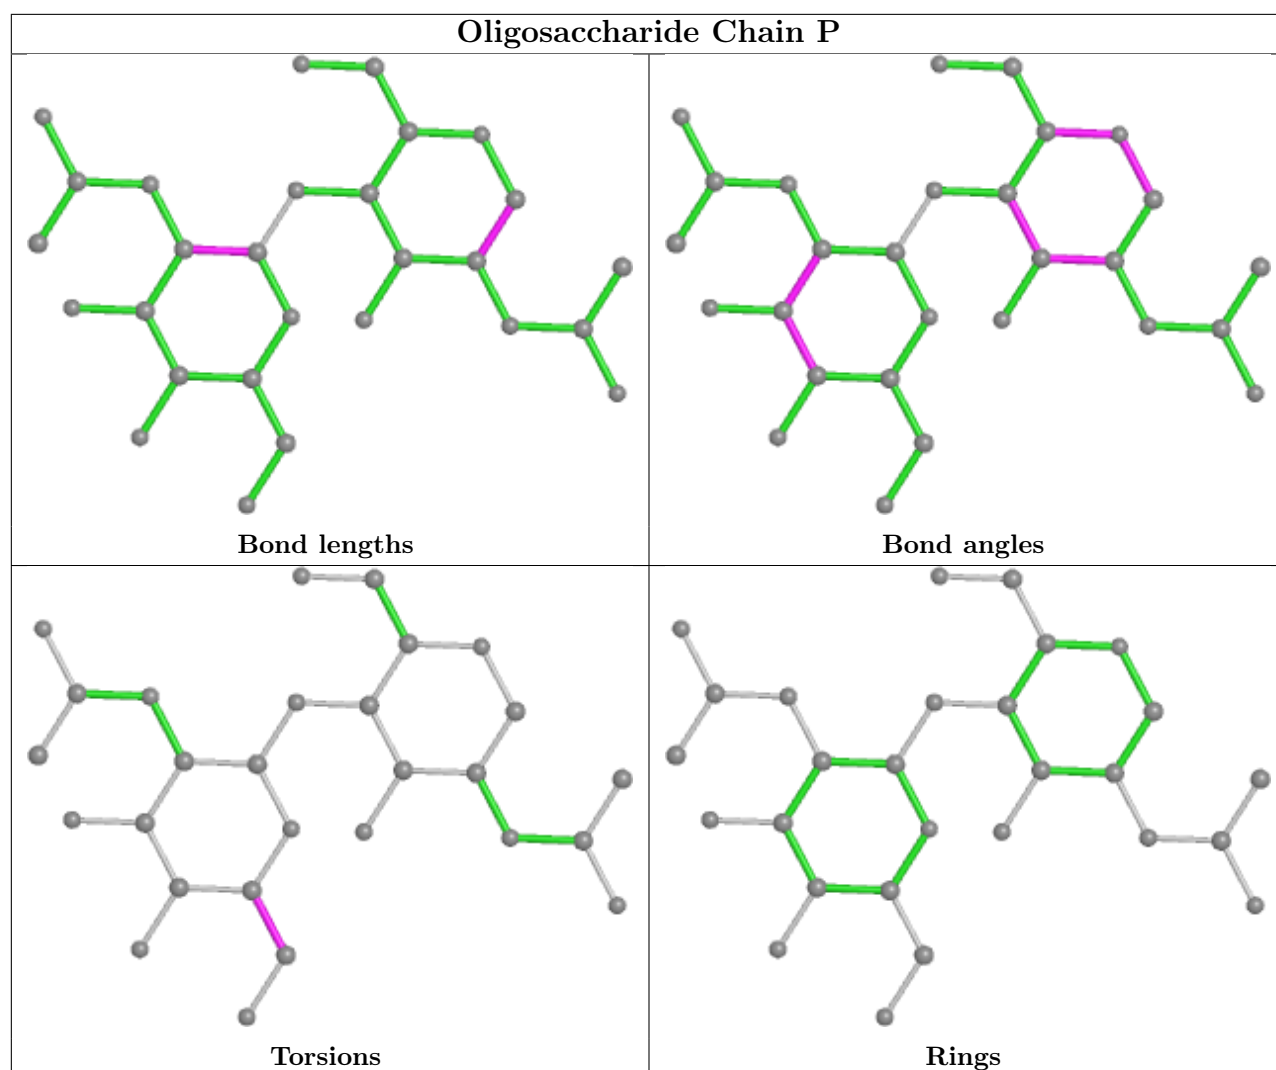 Oligosaccharide Chain P
Bond lengths
Bond angles
Torsions
Rings